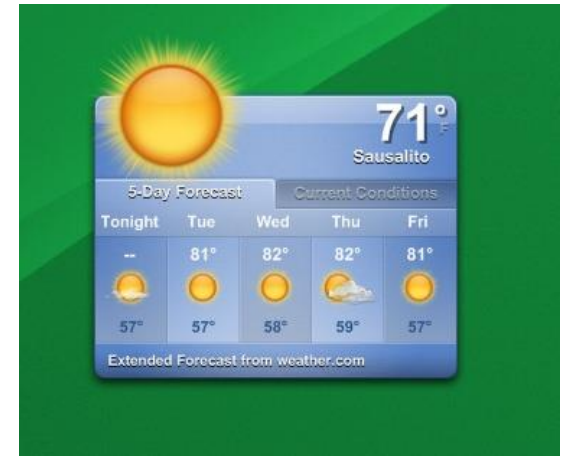 71° F
Sausalito
5-Day Forecast Current Conditions
Tonight Tue Wed Thu Fri
-- 81° 82° 82° 81°
57° 57° 58° 59° 57°
Extended Forecast from weather.com